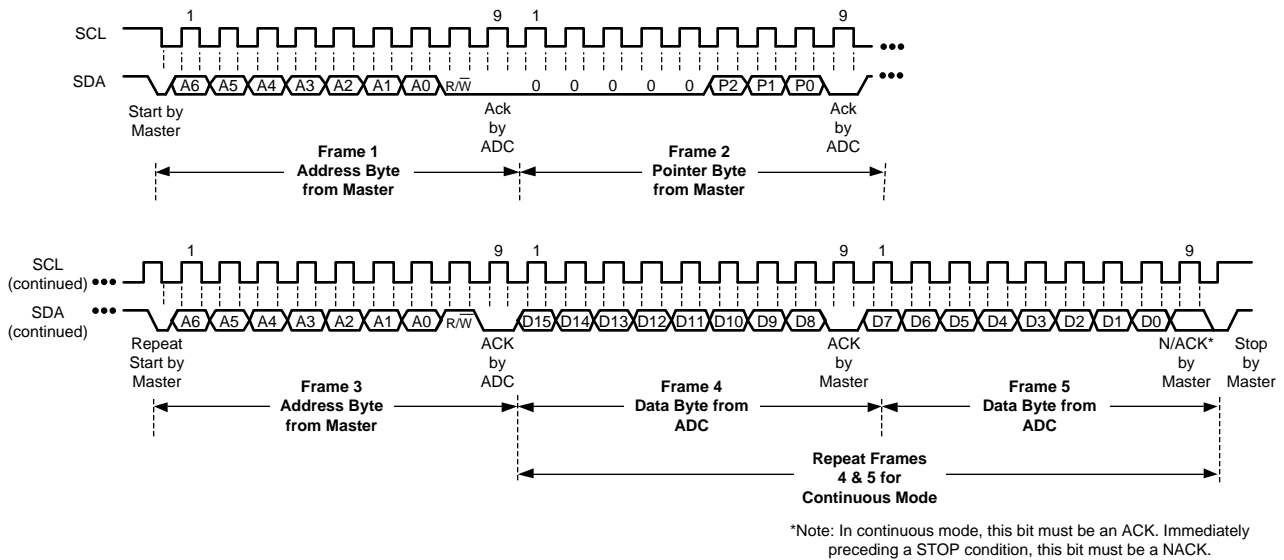 1 9 1 9
SCL
SDA A6 A5 A4 A3 A2 A1 A0 R/W̅ 0 0 0 0 0 P2 P1 P0
Start by
Master
Ack
by
ADC
Ack
by
ADC
Frame 1
Address Byte
from Master
Frame 2
Pointer Byte
from Master
1 9 1 9 1 9
SCL
(continued)
SDA
(continued)
A6 A5 A4 A3 A2 A1 A0 R/W̅ D15 D14 D13 D12 D11 D10 D9 D8 D7 D6 D5 D4 D3 D2 D1 D0
Repeat
Start by
Master
ACK
by
ADC
ACK
by
Master
N/ACK*
by
Master
Stop
by
Master
Frame 3
Address Byte
from Master
Frame 4
Data Byte from
ADC
Frame 5
Data Byte from
ADC
Repeat Frames
4 & 5 for
Continuous Mode
*Note: In continuous mode, this bit must be an ACK. Immediately
preceding a STOP condition, this bit must be a NACK.